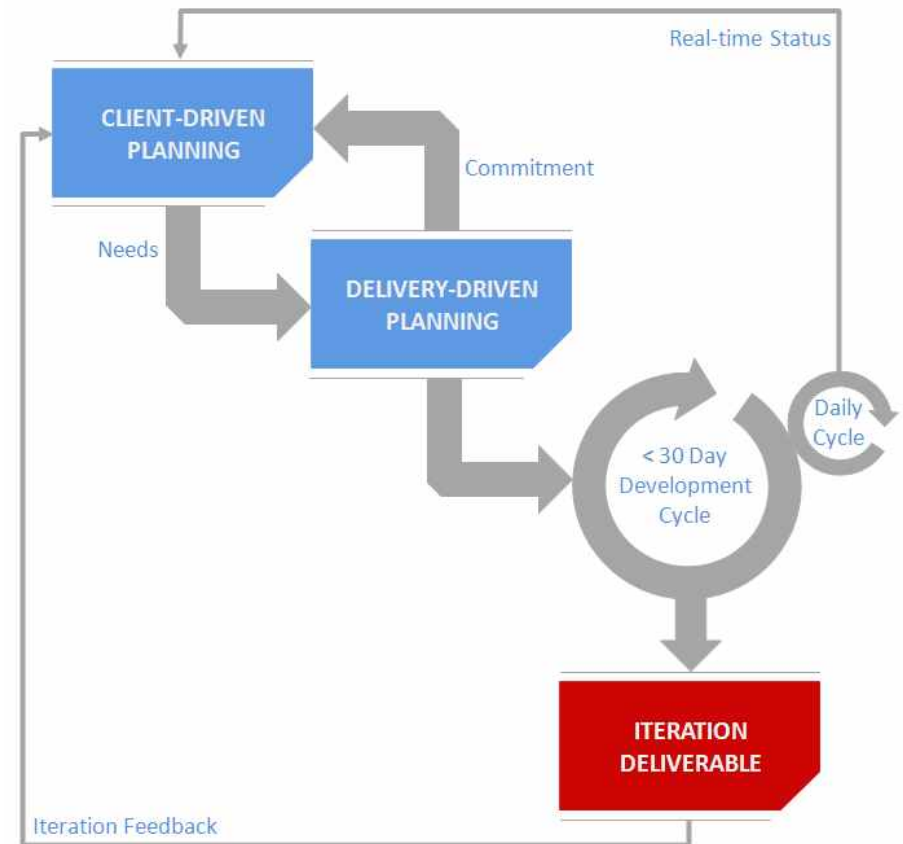 Real-time Status
CLIENT-DRIVEN
PLANNING
Commitment
Needs
DELIVERY-DRIVEN
PLANNING
Daily
Cycle
< 30 Day
Development
Cycle
ITERATION
DELIVERABLE
Iteration Feedback